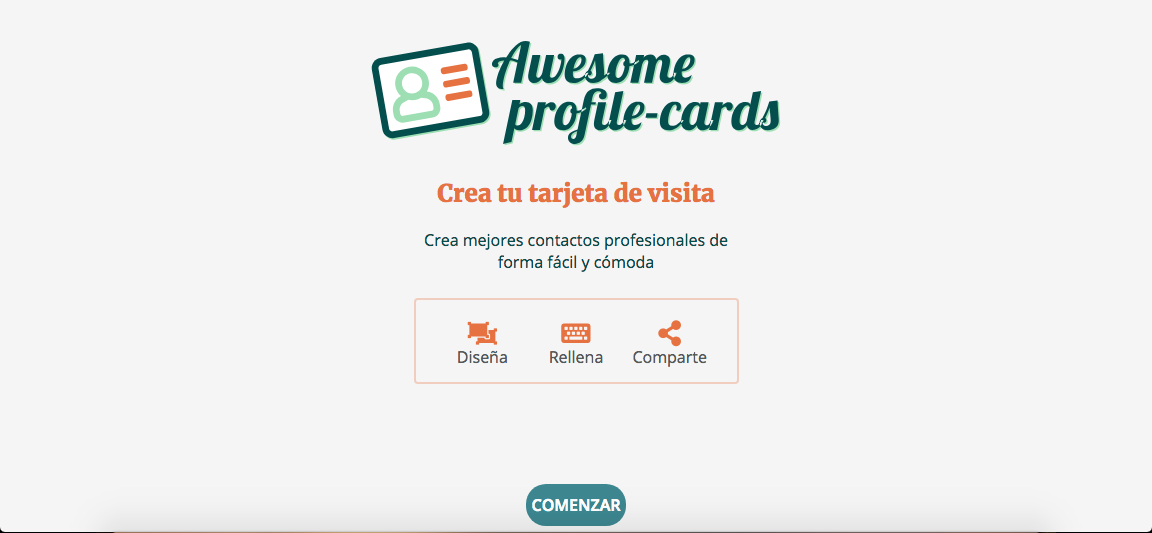 Awesome
profile-cards
Crea tu tarjeta de visita
Crea mejores contactos profesionales de
forma fácil y cómoda
Diseña
Rellena
Comparte
COMENZAR